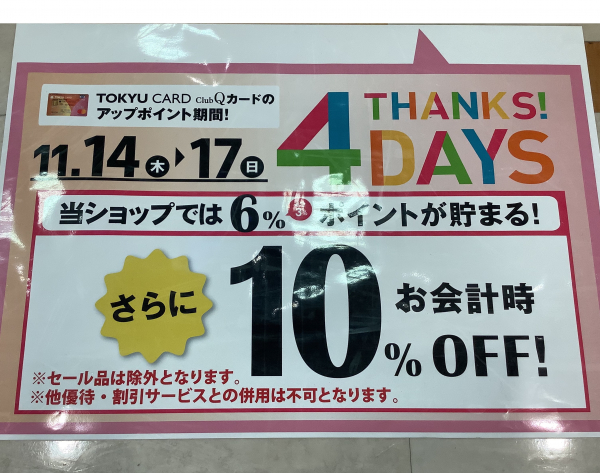 TOKYU CARD ClubQカードの
アップポイント期間!
11.14木▶17日
4 THANKS!
DAYS
当ショップでは6%ポイントが貯まる!
さらに
10% OFF!
お会計時
※セール品は除外となります。
※他優待・割引サービスとの併用は不可となります。